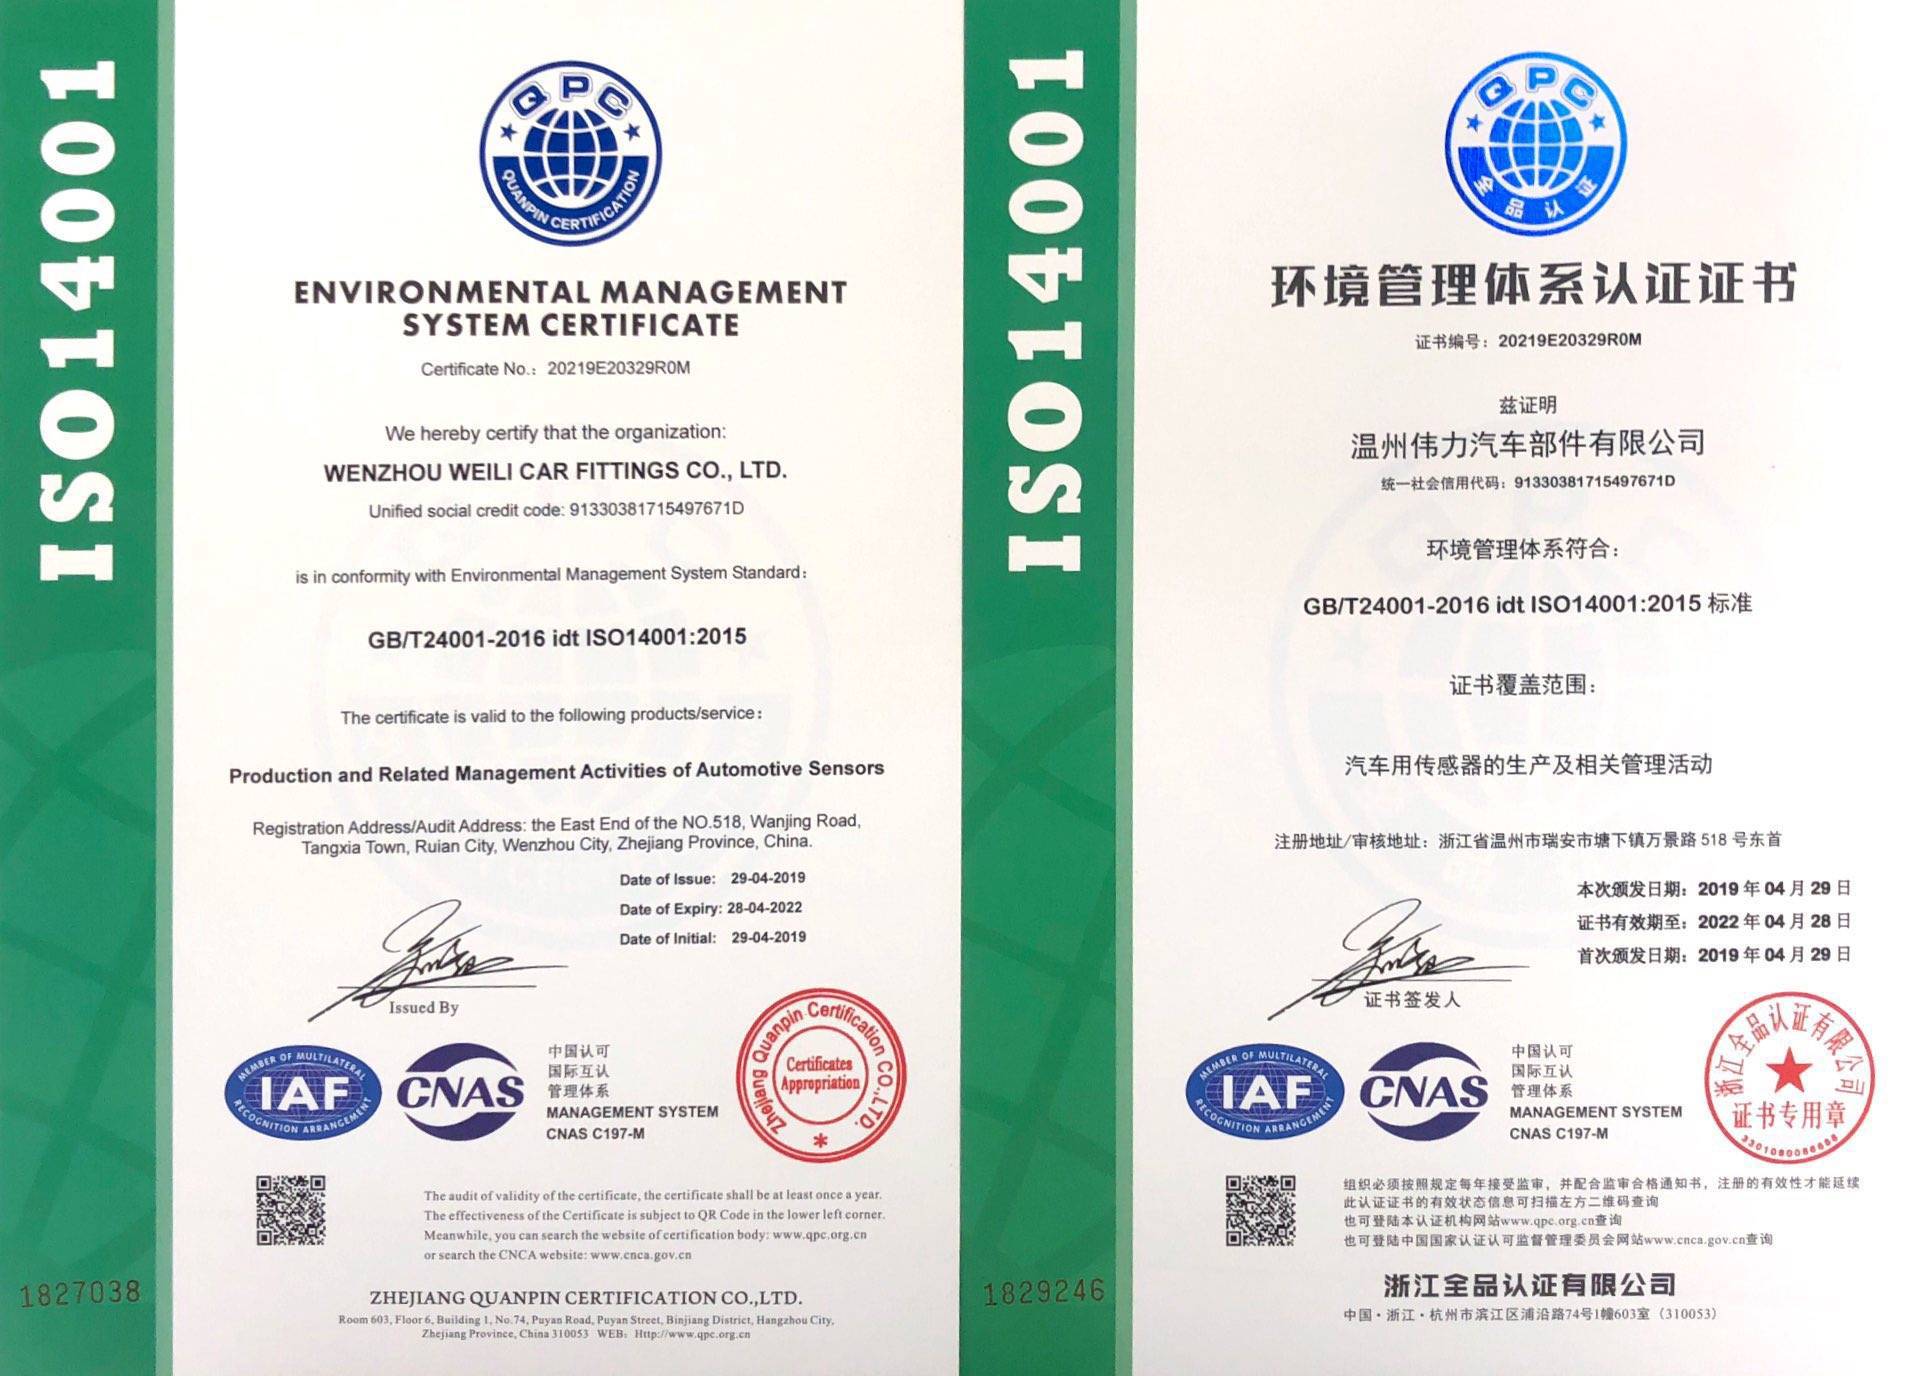 ISO14001
QPC
QUANPIN CERTIFICATION
ENVIRONMENTAL MANAGEMENT
SYSTEM CERTIFICATE
Certificate No.: 20219E20329R0M
We hereby certify that the organization:
WENZHOU WEILI CAR FITTINGS CO., LTD.
Unified social credit code: 91330381715497671D
is in conformity with Environmental Management System Standard:
GB/T24001-2016 idt ISO14001:2015
The certificate is valid to the following products/service:
Production and Related Management Activities of Automotive Sensors
Registration Address/Audit Address: the East End of the NO.518, Wanjing Road,
Tangxia Town, Ruian City, Wenzhou City, Zhejiang Province, China.
Date of Issue: 29-04-2019
Date of Expiry: 28-04-2022
Date of Initial: 29-04-2019
Issued By
MEMBER OF MULTILATERAL
IAF
RECOGNITION ARRANGEMENT
CNAS
中国认可
国际互认
管理体系
MANAGEMENT SYSTEM
CNAS C197-M
Zhejiang Quanpin Certification CO.,LTD.
Certificates
Appropriation
The audit of validity of the certificate, the certificate shall be at least once a year.
The effectiveness of the Certificate is subject to QR Code in the lower left corner.
Meanwhile, you can search the website of certification body: www.qpc.org.cn
or search the CNCA website: www.cnca.gov.cn
1827038
ZHEJIANG QUANPIN CERTIFICATION CO.,LTD.
Room 603, Floor 6, Building 1, No.74, Puyan Road, Puyan Street, Binjiang District, Hangzhou City,
Zhejiang Province, China 310053 WEB: Http://www.qpc.org.cn
ISO14001
QPC
全品认证
环境管理体系认证证书
证书编号：20219E20329R0M
兹证明
温州伟力汽车部件有限公司
统一社会信用代码：91330381715497671D
环境管理体系符合：
GB/T24001-2016 idt ISO14001:2015 标准
证书覆盖范围：
汽车用传感器的生产及相关管理活动
注册地址/审核地址：浙江省温州市瑞安市塘下镇万景路 518 号东首
本次颁发日期：2019 年 04 月 29 日
证书有效期至：2022 年 04 月 28 日
首次颁发日期：2019 年 04 月 29 日
证书签发人
MEMBER OF MULTILATERAL
IAF
RECOGNITION ARRANGEMENT
CNAS
中国认可
国际互认
管理体系
MANAGEMENT SYSTEM
CNAS C197-M
浙江全品认证有限公司
证书专用章
组织必须按照规定每年接受监审，并配合监审合格通知书，注册的有效性才能延续
此认证证书的有效状态信息可扫描左方二维码查询
也可登陆本认证机构网站www.qpc.org.cn查询
也可登陆中国国家认证认可监督管理委员会网站www.cnca.gov.cn查询
1829246
浙江全品认证有限公司
中国·浙江·杭州市滨江区浦沿路74号1幢603室（310053）